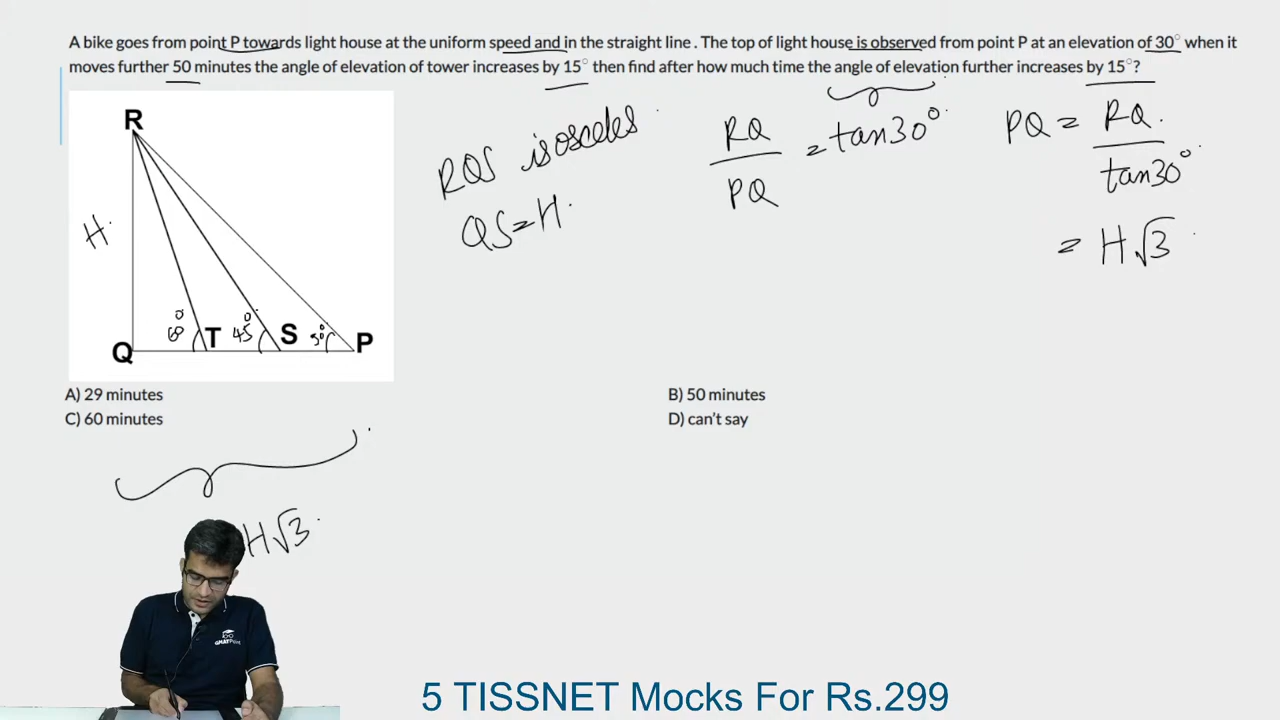 A bike goes from point P towards light house at the uniform speed and in the straight line . The top of light house is observed from point P at an elevation of 30° when it
moves further 50 minutes the angle of elevation of tower increases by 15° then find after how much time the angle of elevation further increases by 15°?
R
H
60° T 45° S 30° P
Q
RQS isosceles
QS=H
RQ/PQ = tan30°
PQ = RQ/tan30°
= H√3
A) 29 minutes
B) 50 minutes
C) 60 minutes
D) can't say
H√3
GMATPoint
5 TISSNET Mocks For Rs.299